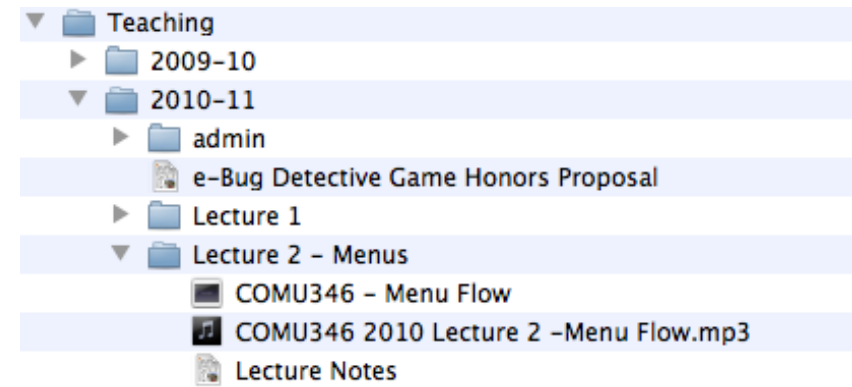 Teaching
2009-10
2010-11
admin
e-Bug Detective Game Honors Proposal
Lecture 1
Lecture 2 - Menus
COMU346 - Menu Flow
COMU346 2010 Lecture 2 -Menu Flow.mp3
Lecture Notes